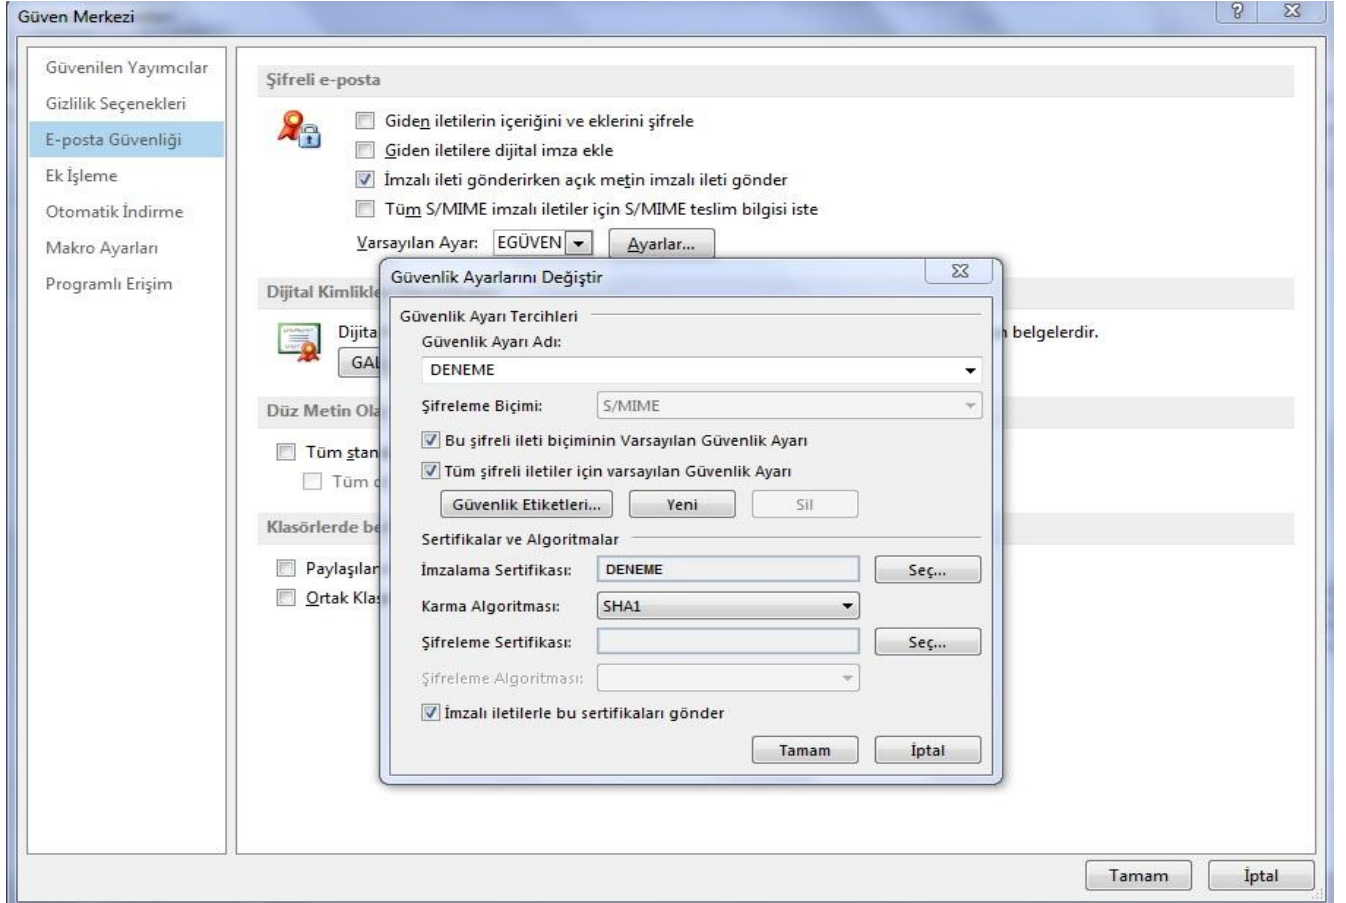 Güven Merkezi
Güvenilen Yayımcılar
Gizlilik Seçenekleri
E-posta Güvenliği
Ek İşleme
Otomatik İndirme
Makro Ayarları
Programlı Erişim
Şifreli e-posta
Giden iletilerin içeriğini ve eklerini şifrele
Giden iletilere dijital imza ekle
İmzalı ileti gönderirken açık metin imzalı ileti gönder
Tüm S/MIME imzalı iletiler için S/MIME teslim bilgisi iste
Varsayılan Ayar: EGÜVEN Ayarlar...
Dijital Kimlikle
Dijita
belgelerdir.
GAL
Düz Metin Ola
Tüm stan
Tüm
Klasörlerde be
Paylaşılan
Ortak Klas
Güvenlik Ayarlarını Değiştir
Güvenlik Ayarı Tercihleri
Güvenlik Ayarı Adı:
DENEME
Şifreleme Biçimi: S/MIME
Bu şifreli ileti biçiminin Varsayılan Güvenlik Ayarı
Tüm şifreli iletiler için varsayılan Güvenlik Ayarı
Güvenlik Etiketleri... Yeni Sil
Sertifikalar ve Algoritmalar
İmzalama Sertifikası: DENEME Seç...
Karma Algoritması: SHA1
Şifreleme Sertifikası: Seç...
Şifreleme Algoritması:
İmzalı iletilerle bu sertifikaları gönder
Tamam İptal
Tamam İptal